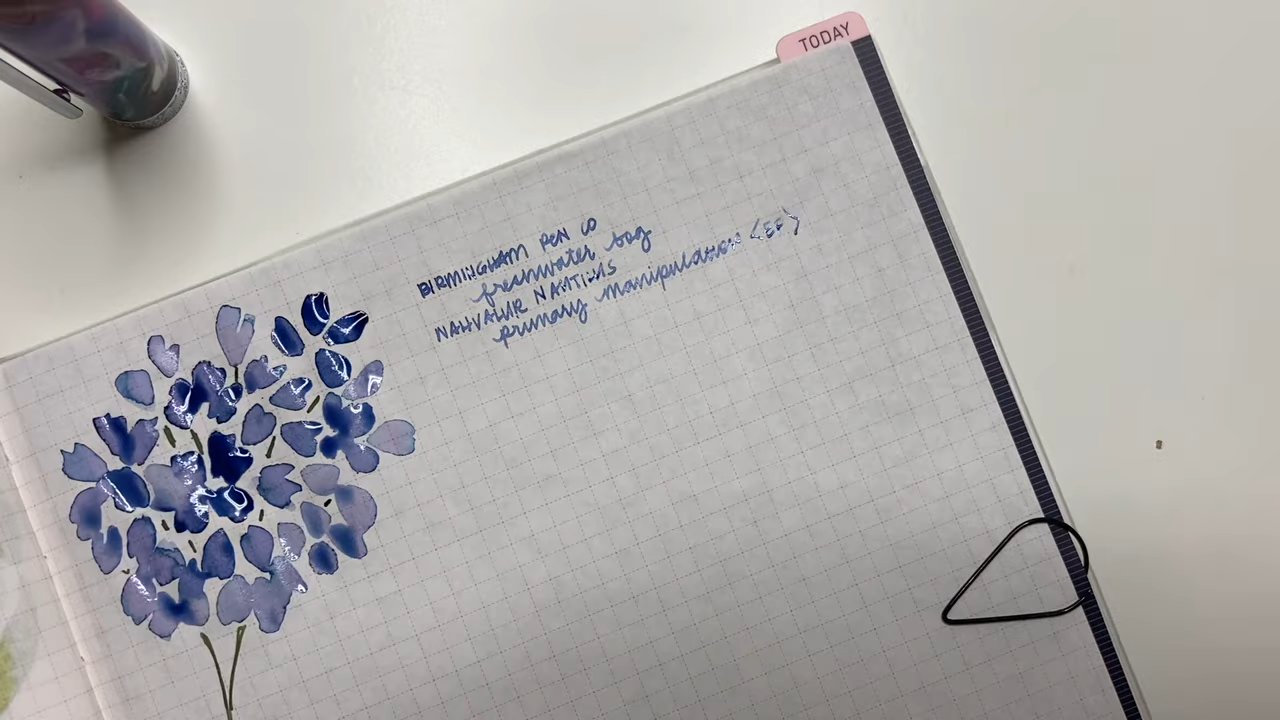 TODAY
BIRMINGHAM PEN CO
freshwater bog
NAHVALUR NAUTILUS
primary manipulation <EF>